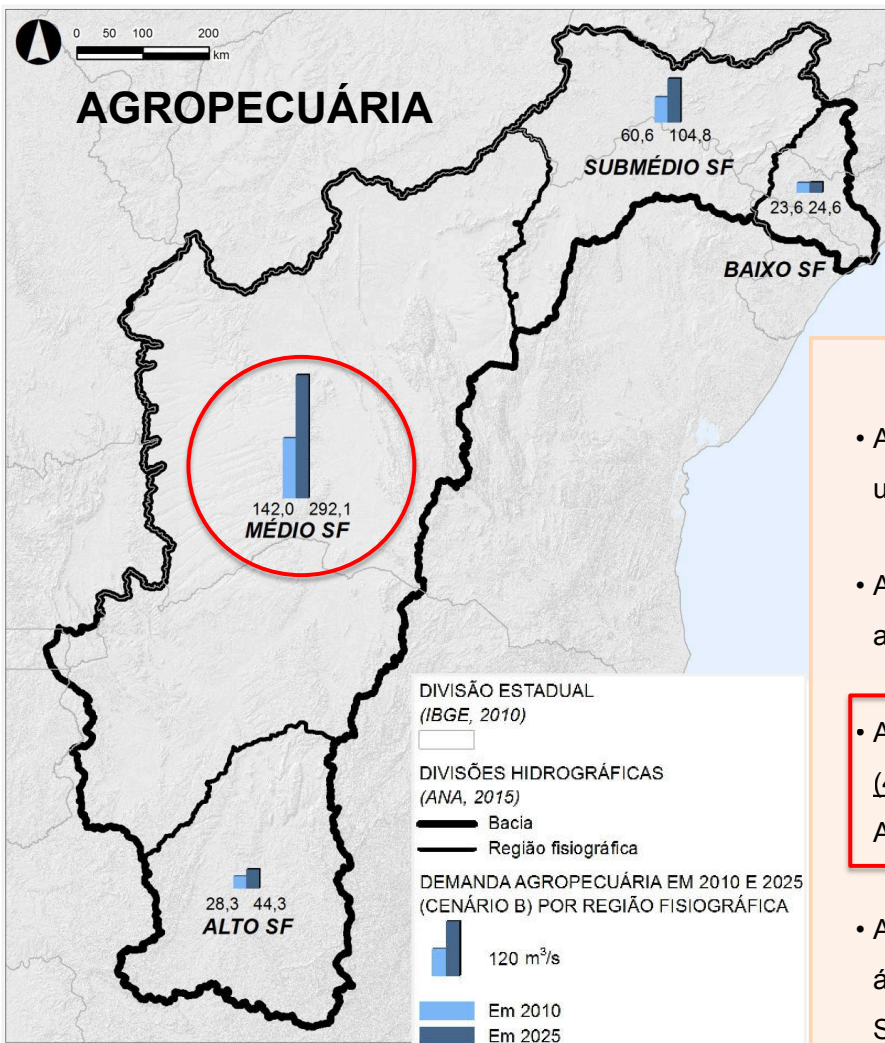 0 50 100 200
km
AGROPECUÁRIA
60,6 104,8
SUBMÉDIO SF
23,6 24,6
BAIXO SF
142,0 292,1
MÉDIO SF
28,3 44,3
ALTO SF
DIVISÃO ESTADUAL
(IBGE, 2010)
DIVISÕES HIDROGRÁFICAS
(ANA, 2015)
Bacia
Região fisiográfica
DEMANDA AGROPECUÁRIA EM 2010 E 2025
(CENÁRIO B) POR REGIÃO FISIOGRÁFICA
120 m³/s
Em 2010
Em 2025
• A
• A
• A
A
• A